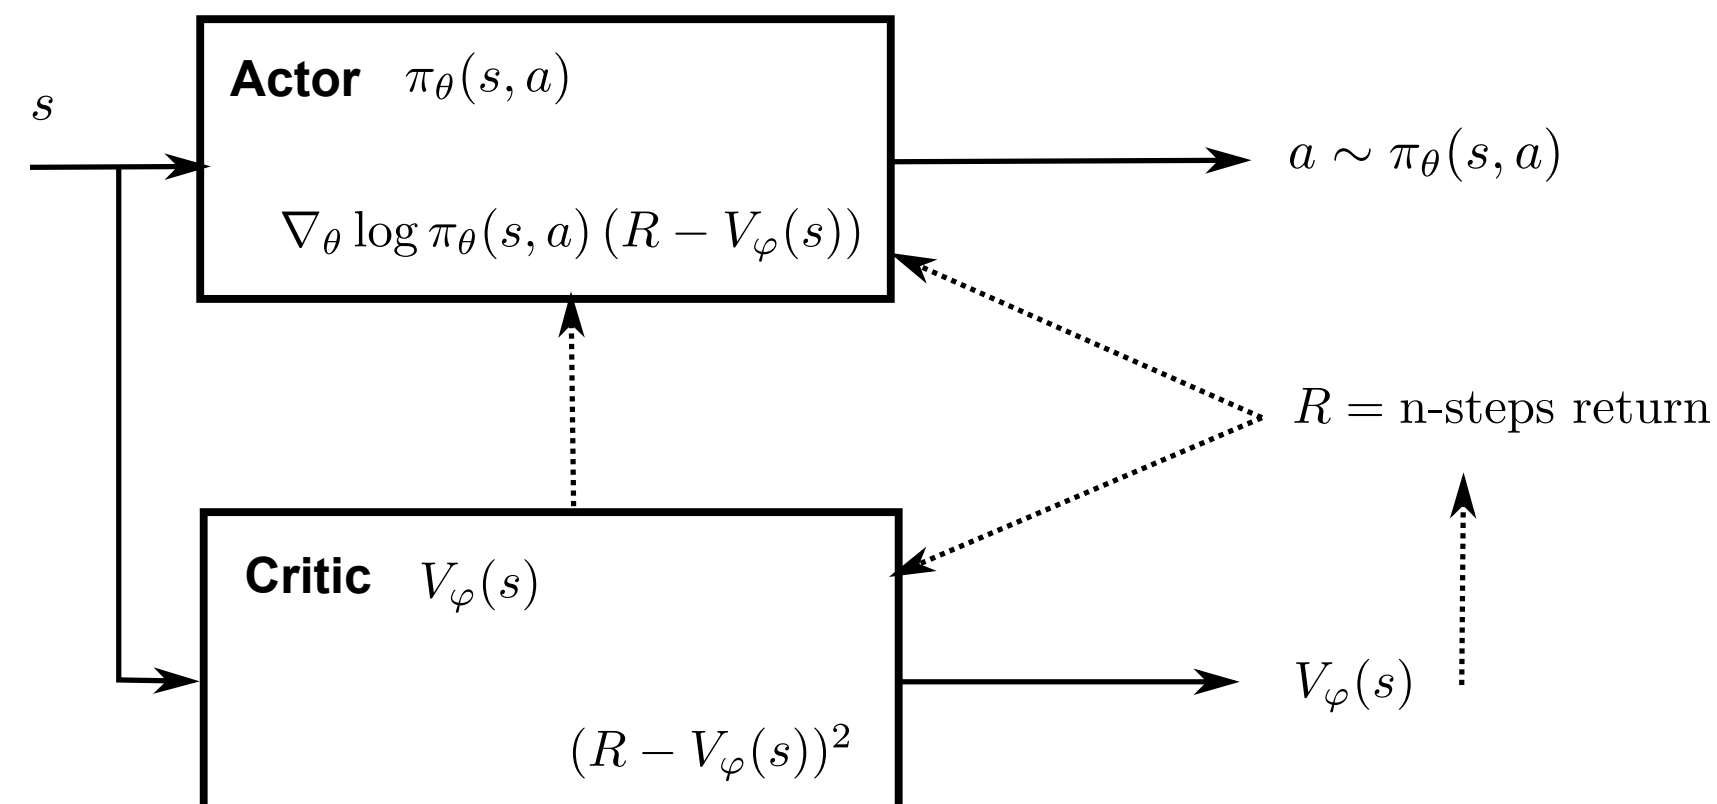 Actor π_θ(s, a)
s
a ∼ π_θ(s, a)
∇_θ log π_θ(s, a) (R − V_φ(s))
R = n-steps return
Critic V_φ(s)
V_φ(s)
(R − V_φ(s))²